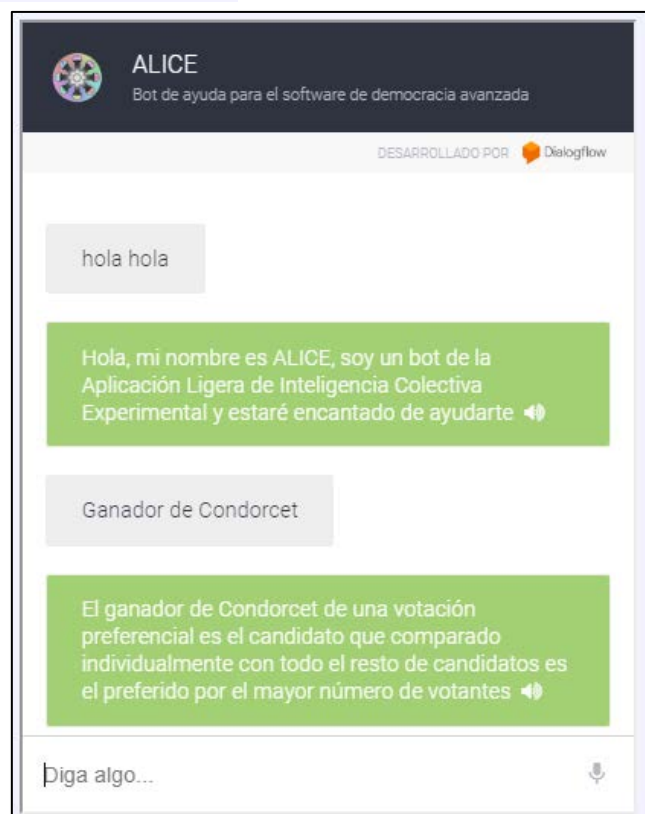 ALICE
Bot de ayuda para el software de democracia avanzada
DESARROLLADO POR Dialogflow
hola hola
Hola, mi nombre es ALICE, soy un bot de la
Aplicación Ligera de Inteligencia Colectiva
Experimental y estaré encantado de ayudarte
Ganador de Condorcet
El ganador de Condorcet de una votación
preferencial es el candidato que comparado
individualmente con todo el resto de candidatos es
el preferido por el mayor número de votantes
Diga algo...